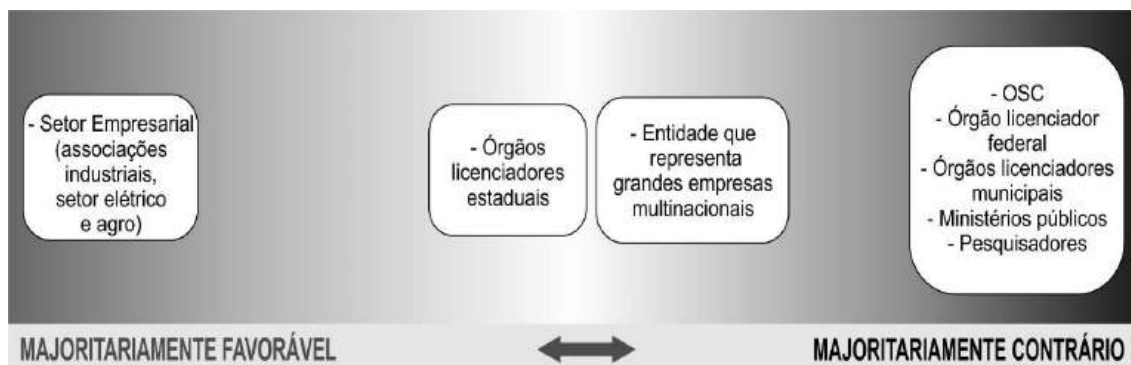 - Setor Empresarial
(associações
industriais,
setor elétrico
e agro)
- Órgãos
licenciadores
estaduais
- Entidade que
representa
grandes empresas
multinacionais
- OSC
- Órgão licenciador
federal
- Órgãos licenciadores
municipais
- Ministérios públicos
- Pesquisadores
MAJORITARIAMENTE FAVORÁVEL
MAJORITARIAMENTE CONTRÁRIO